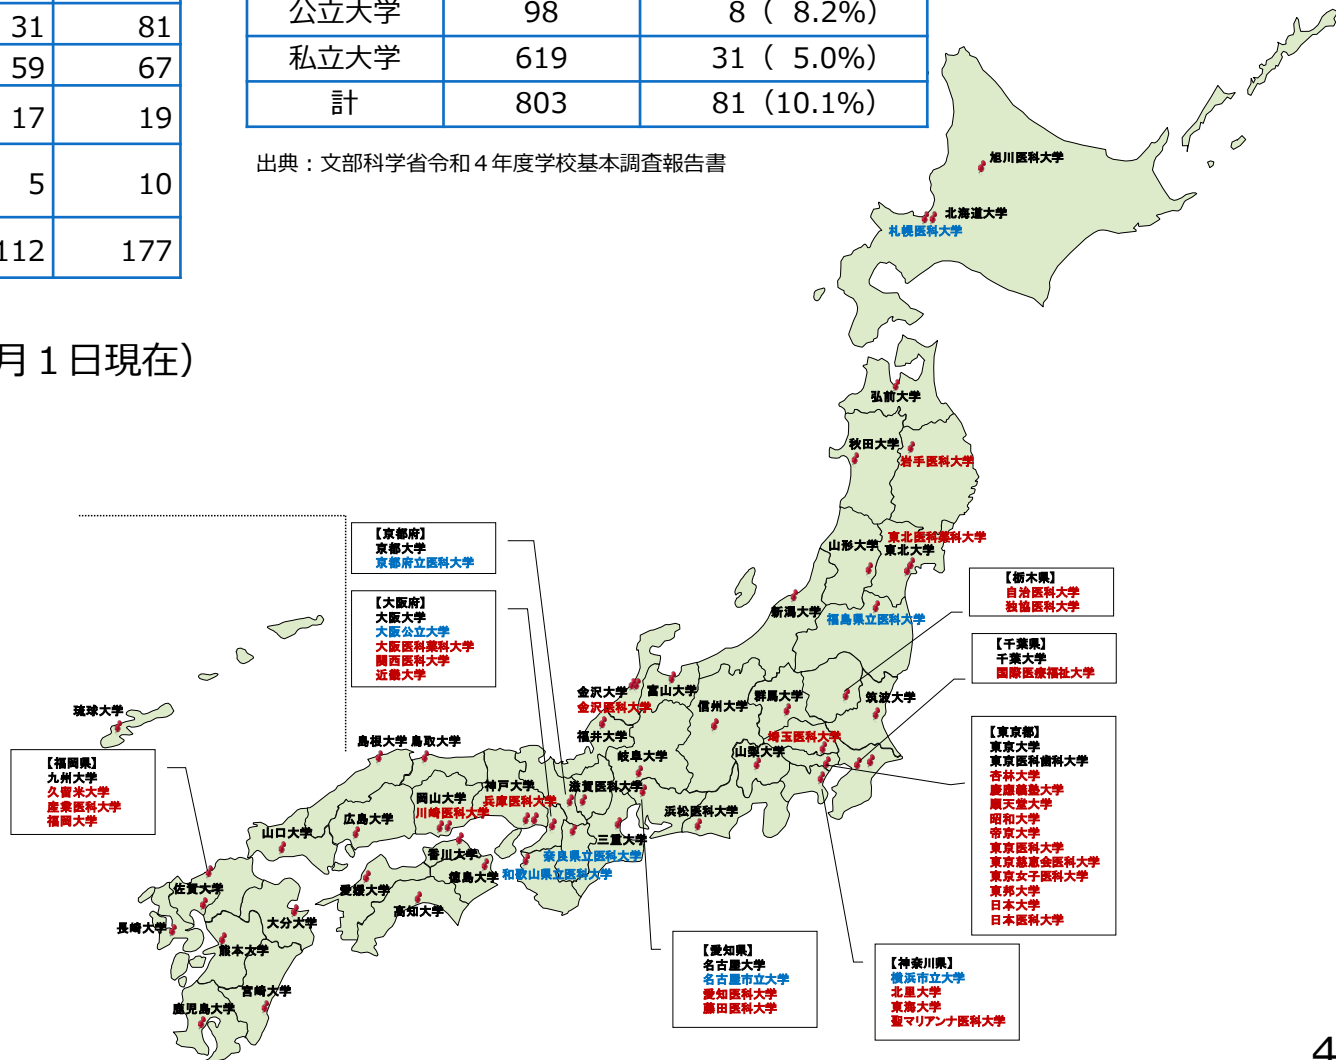 31 81
59 67
17 19
5 10
112 177
公立大学 98 8（ 8.2%）
私立大学 619 31（ 5.0%）
計 803 81（10.1%）
出典：文部科学省令和４年度学校基本調査報告書
月１日現在）
旭川医科大学
北海道大学
札幌医科大学
弘前大学
秋田大学
岩手医科大学
東北医科薬科大学
山形大学
東北大学
新潟大学
福島県立医科大学
【京都府】
京都大学
京都府立医科大学
【大阪府】
大阪大学
大阪公立大学
大阪医科薬科大学
関西医科大学
近畿大学
【栃木県】
自治医科大学
独協医科大学
【千葉県】
千葉大学
国際医療福祉大学
【東京都】
東京大学
東京医科歯科大学
杏林大学
慶應義塾大学
順天堂大学
昭和大学
帝京大学
東京医科大学
東京慈恵会医科大学
東京女子医科大学
東邦大学
日本大学
日本医科大学
金沢大学
富山大学
金沢医科大学
福井大学
信州大学
群馬大学
筑波大学
埼玉医科大学
山梨大学
岐阜大学
琉球大学
島根大学
鳥取大学
【福岡県】
九州大学
久留米大学
産業医科大学
福岡大学
神戸大学
兵庫医科大学
滋賀医科大学
岡山大学
川崎医科大学
広島大学
山口大学
浜松医科大学
三重大学
奈良県立医科大学
和歌山県立医科大学
香川大学
徳島大学
愛媛大学
高知大学
佐賀大学
長崎大学
大分大学
熊本大学
宮崎大学
鹿児島大学
【愛知県】
名古屋大学
名古屋市立大学
愛知医科大学
藤田医科大学
【神奈川県】
横浜市立大学
北里大学
東海大学
聖マリアンナ医科大学
4